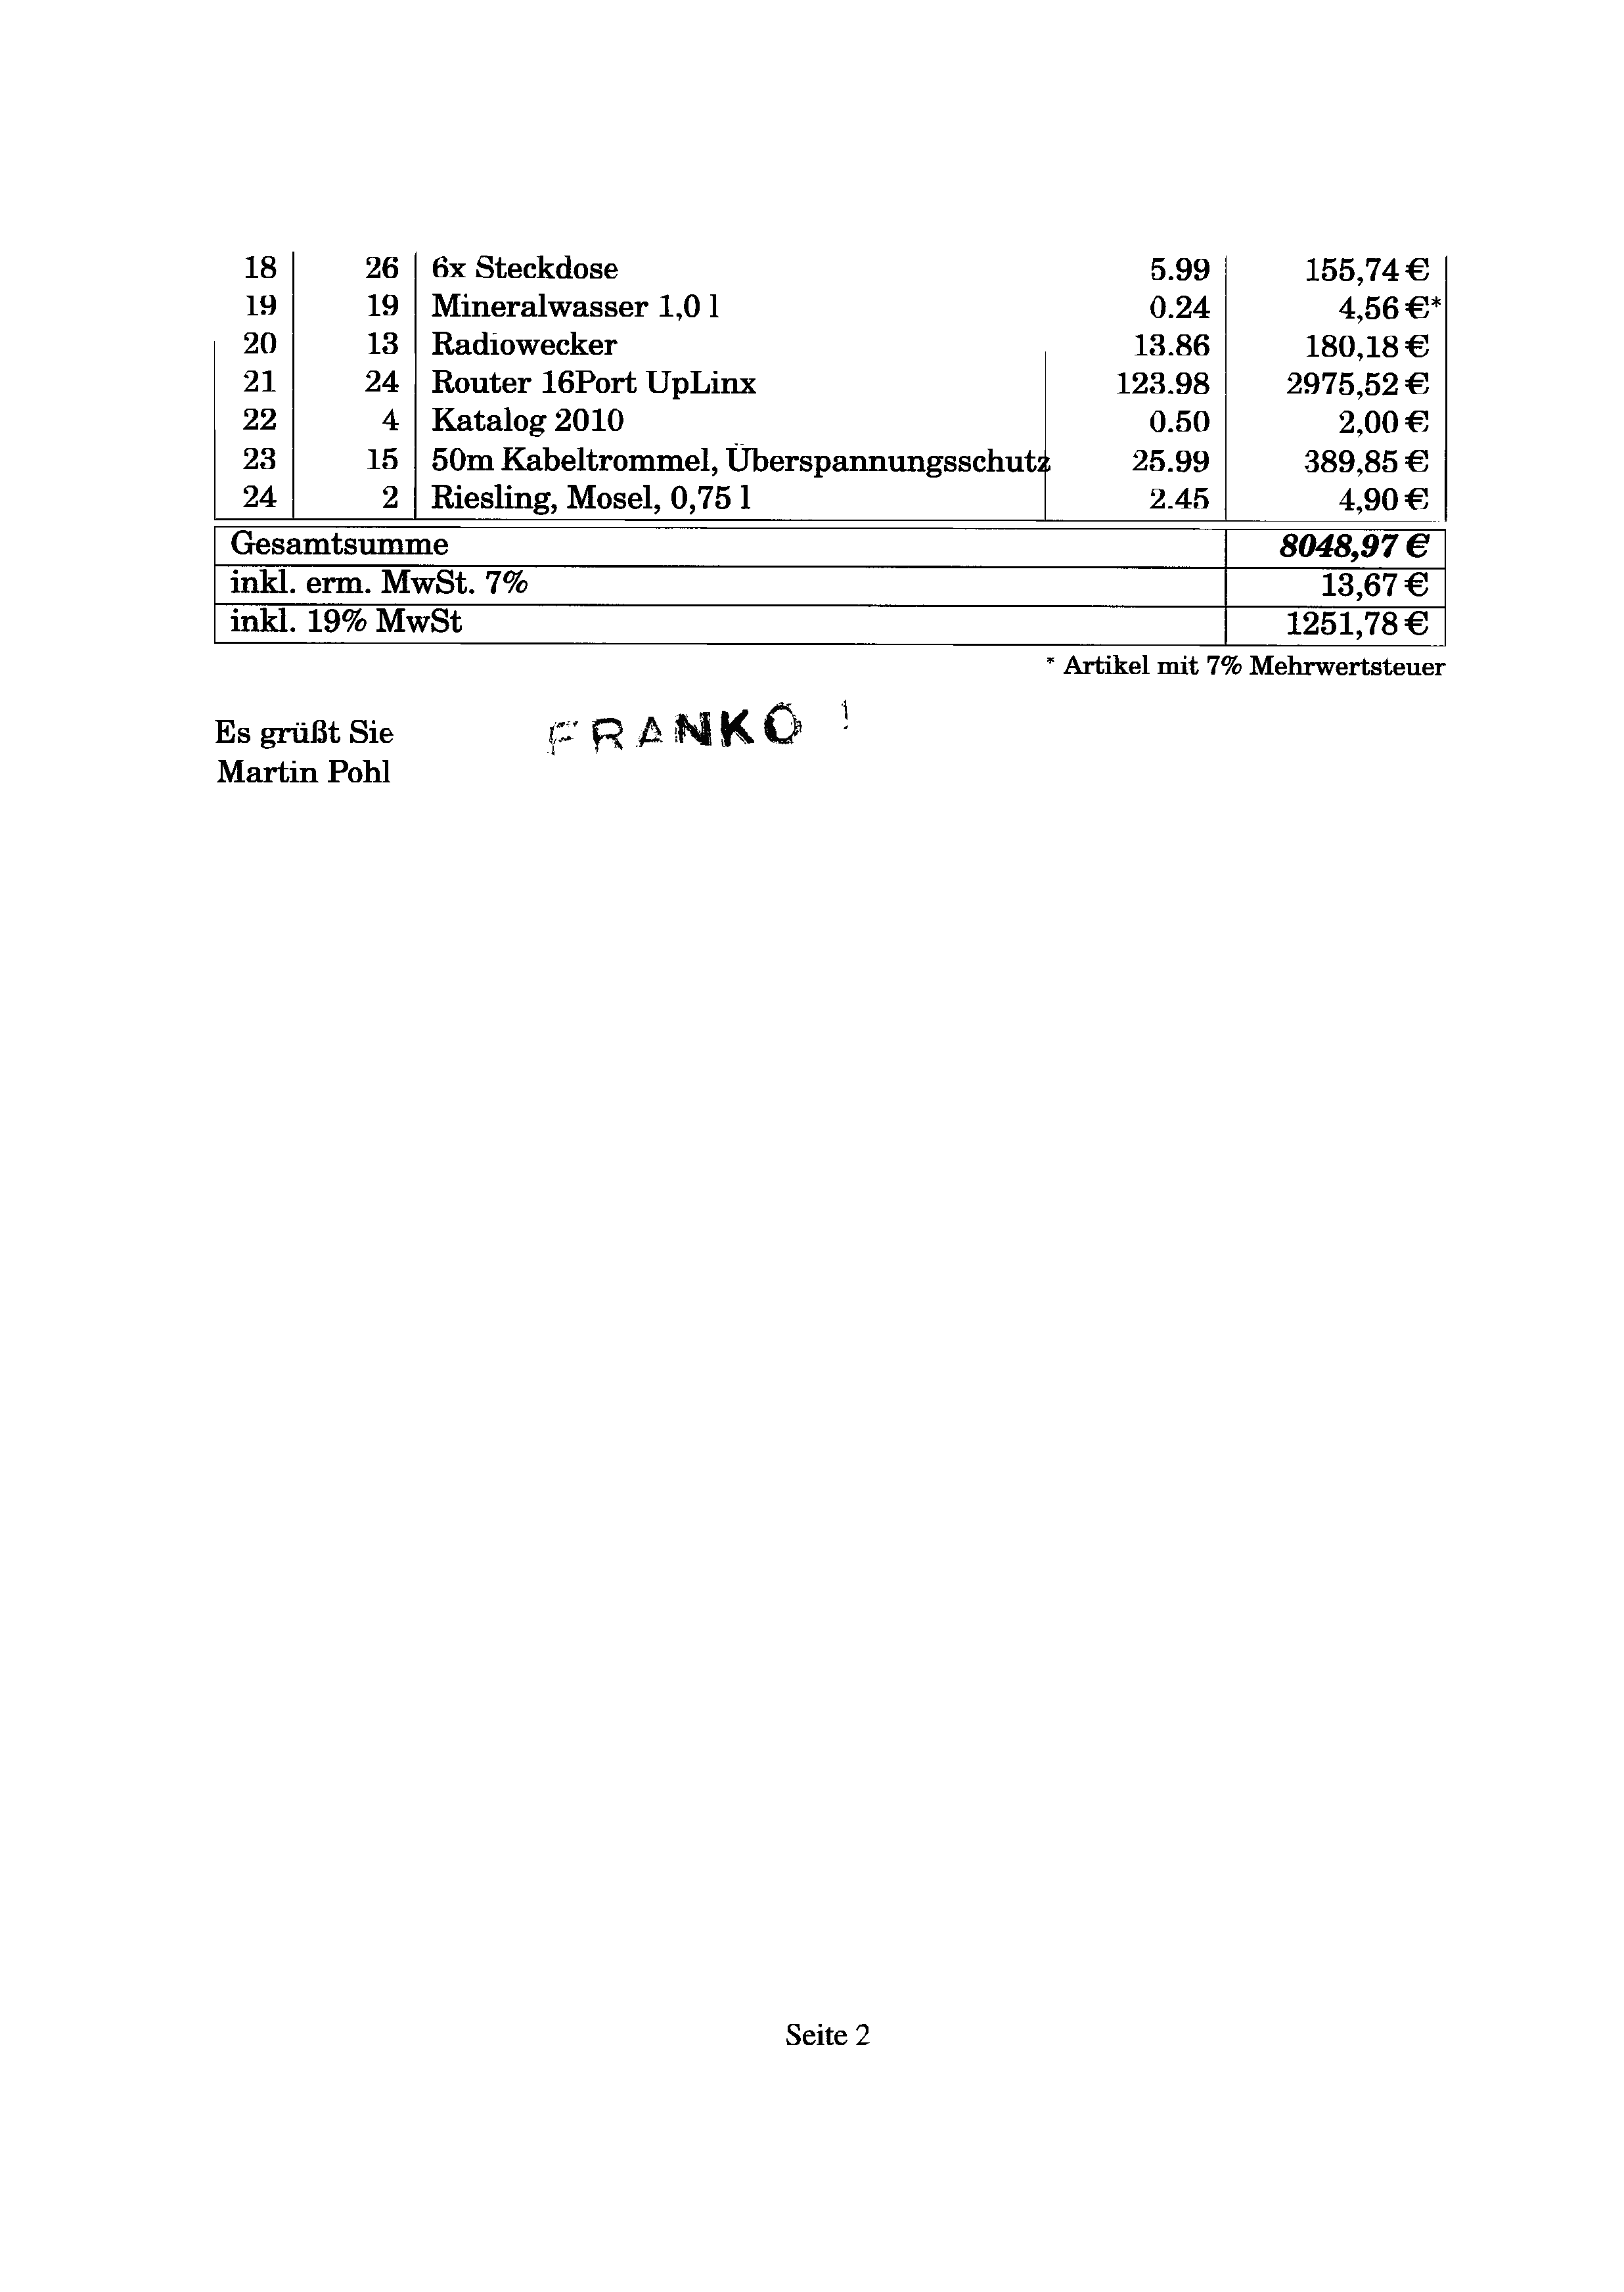 18 26 6x Steckdose 5.99 155,74 €
19 19 Mineralwasser 1,0 l 0.24 4,56 €*
20 13 Radiowecker 13.86 180,18 €
21 24 Router 16Port UpLinx 123.98 2975,52 €
22 4 Katalog 2010 0.50 2,00 €
23 15 50m Kabeltrommel, Überspannungsschutz 25.99 389,85 €
24 2 Riesling, Mosel, 0,75 l 2.45 4,90 €
Gesamtsumme 8048,97 €
inkl. erm. MwSt. 7% 13,67 €
inkl. 19% MwSt 1251,78 €
* Artikel mit 7% Mehrwertsteuer
Es grüßt Sie
FRANKO !
Martin Pohl
Seite 2